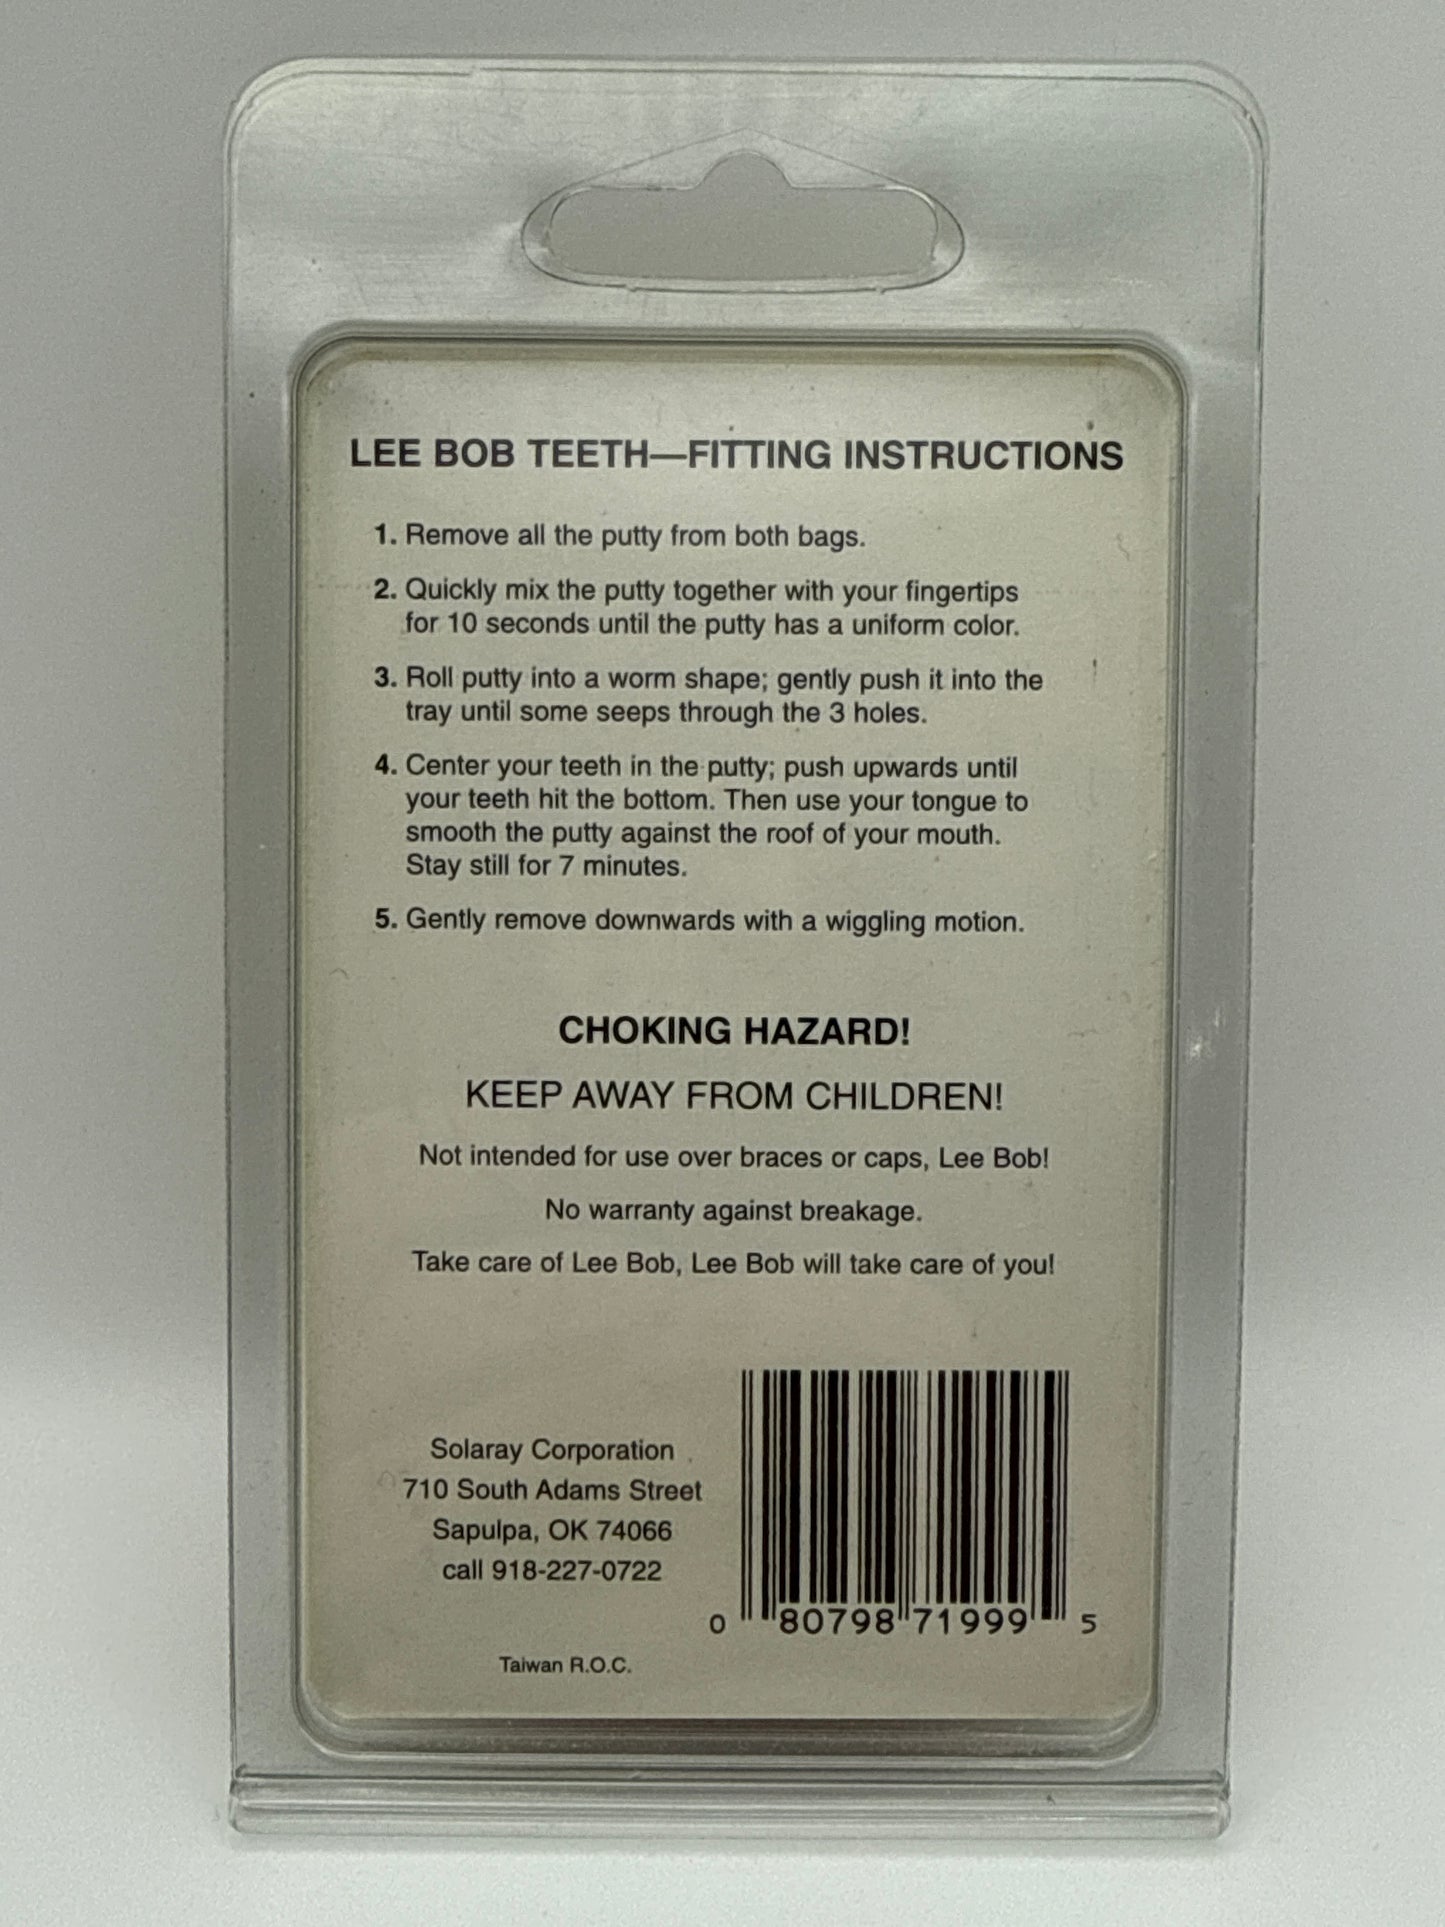 LEE BOB TEETH—FITTING INSTRUCTIONS
1. Remove all the putty from both bags.
2. Quickly mix the putty together with your fingertips
for 10 seconds until the putty has a uniform color.
3. Roll putty into a worm shape; gently push it into the
tray until some seeps through the 3 holes.
4. Center your teeth in the putty; push upwards until
your teeth hit the bottom. Then use your tongue to
smooth the putty against the roof of your mouth.
Stay still for 7 minutes.
5. Gently remove downwards with a wiggling motion.
CHOKING HAZARD!
KEEP AWAY FROM CHILDREN!
Not intended for use over braces or caps, Lee Bob!
No warranty against breakage.
Take care of Lee Bob, Lee Bob will take care of you!
Solaray Corporation
710 South Adams Street
Sapulpa, OK 74066
call 918-227-0722
Taiwan R.O.C.
0 80798 71999 5